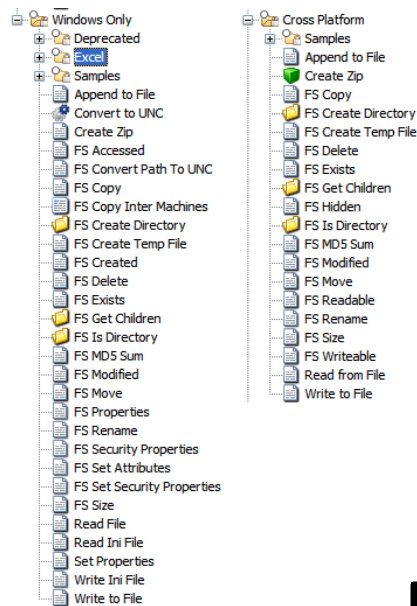 Windows Only
Deprecated
Excel
Samples
Append to File
Convert to UNC
Create Zip
FS Accessed
FS Convert Path To UNC
FS Copy
FS Copy Inter Machines
FS Create Directory
FS Create Temp File
FS Created
FS Delete
FS Exists
FS Get Children
FS Is Directory
FS MD5 Sum
FS Modified
FS Move
FS Properties
FS Rename
FS Security Properties
FS Set Attributes
FS Set Security Properties
FS Size
Read File
Read Ini File
Set Properties
Write Ini File
Write to File
Cross Platform
Samples
Append to File
Create Zip
FS Copy
FS Create Directory
FS Create Temp File
FS Delete
FS Exists
FS Get Children
FS Hidden
FS Is Directory
FS MD5 Sum
FS Modified
FS Move
FS Readable
FS Rename
FS Size
FS Writeable
Read from File
Write to File